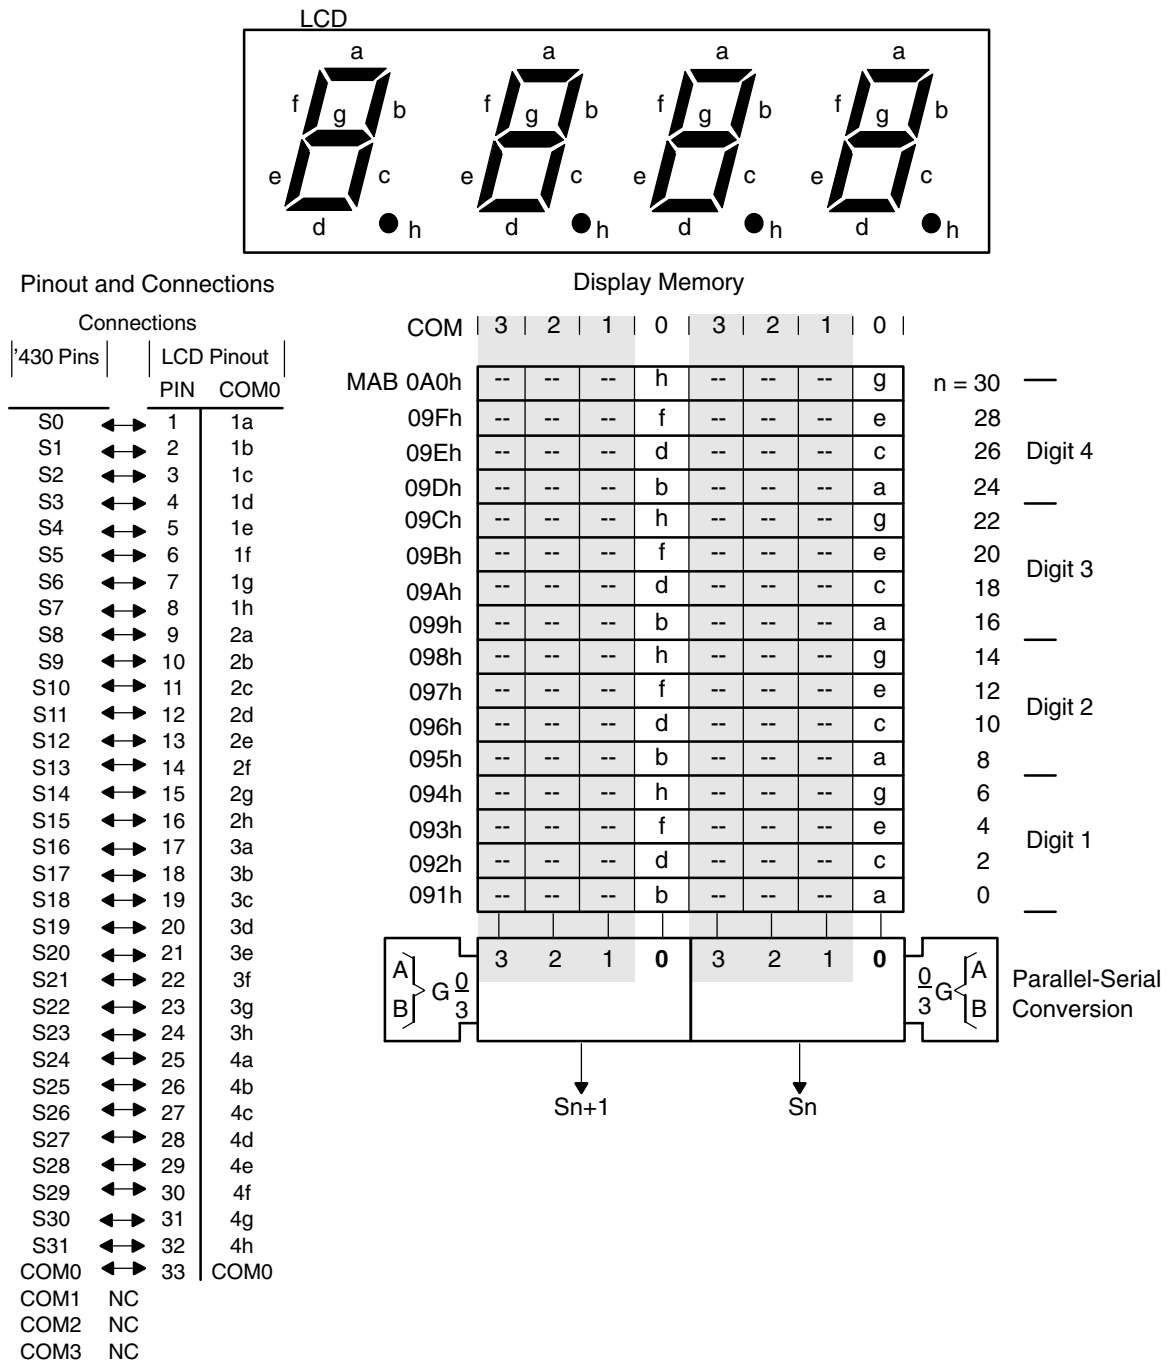 LCD
a a a a
f g b f g b f g b f g b
e c e c e c e c
d h d h d h d h
Pinout and Connections
Connections
'430 Pins LCD Pinout
PIN COM0
S0 1 1a
S1 2 1b
S2 3 1c
S3 4 1d
S4 5 1e
S5 6 1f
S6 7 1g
S7 8 1h
S8 9 2a
S9 10 2b
S10 11 2c
S11 12 2d
S12 13 2e
S13 14 2f
S14 15 2g
S15 16 2h
S16 17 3a
S17 18 3b
S18 19 3c
S19 20 3d
S20 21 3e
S21 22 3f
S22 23 3g
S23 24 3h
S24 25 4a
S25 26 4b
S26 27 4c
S27 28 4d
S28 29 4e
S29 30 4f
S30 31 4g
S31 32 4h
COM0 33 COM0
COM1 NC
COM2 NC
COM3 NC
Display Memory
COM 3 2 1 0 3 2 1 0
MAB 0A0h -- -- -- h -- -- -- g n = 30
09Fh -- -- -- f -- -- -- e 28
09Eh -- -- -- d -- -- -- c 26 Digit 4
09Dh -- -- -- b -- -- -- a 24
09Ch -- -- -- h -- -- -- g 22
09Bh -- -- -- f -- -- -- e 20
Digit 3
09Ah -- -- -- d -- -- -- c 18
099h -- -- -- b -- -- -- a 16
098h -- -- -- h -- -- -- g 14
097h -- -- -- f -- -- -- e 12
Digit 2
096h -- -- -- d -- -- -- c 10
095h -- -- -- b -- -- -- a 8
094h -- -- -- h -- -- -- g 6
093h -- -- -- f -- -- -- e 4
Digit 1
092h -- -- -- d -- -- -- c 2
091h -- -- -- b -- -- -- a 0
A B G 0 3 3 2 1 0 3 2 1 0 0 3 G A B
Parallel-Serial
Conversion
Sn+1 Sn